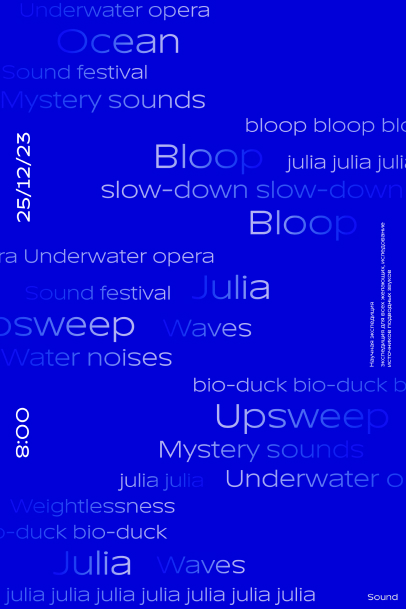 Underwater opera
Ocean
Sound festival
Mystery sounds
bloop bloop blo
25/12/23
Bloop
julia julia juli
slow-down slow-down
Bloop
ra Underwater opera
Sound festival
Julia
psweep
Waves
Научная экспедиция
экспедиция для всех желающих, исследование
источников подводных звуков
Water noises
bio-duck bio-duck b
8:00
Upsweep
Mystery sounds
julia julia
Underwater o
Weightlessness
o-duck bio-duck
Julia
Waves
julia julia julia julia julia julia julia
Sound